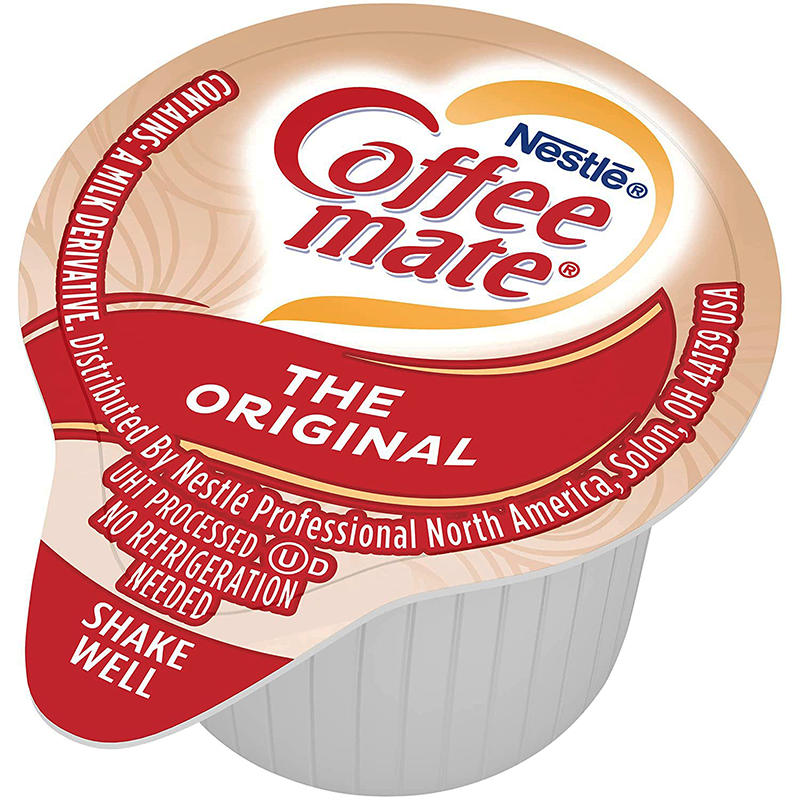 Nestlé®
Coffee
mate®
THE
ORIGINAL
CONTAINS: A MILK DERIVATIVE. Distributed By Nestlé Professional North America, Solon, OH 44139 USA
UHT PROCESSED Ⓤ D
NO REFRIGERATION
NEEDED
SHAKE
WELL